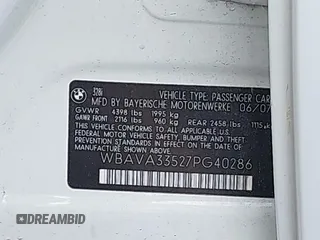 BMW
328i
VEHICLE TYPE: PASSENGER CAR
MFD BY BAYERISCHE MOTORENWERKE 06/07
GVWR 4398 lbs 1995 kg
GAWR FRONT 2116 lbs 960 kg REAR 2458 lbs 1115 k
THIS VEHICLE CONFORMS TO ALL APPLICABLE
FEDERAL MOTOR VEHICLE SAFETY, BUMPER AND
THEFT PREVENTION STANDARDS IN EFFECT ON THE
DATE OF MANUFACTURE SHOWN ABOVE
WBAVA33527PG40286
DREAMBID